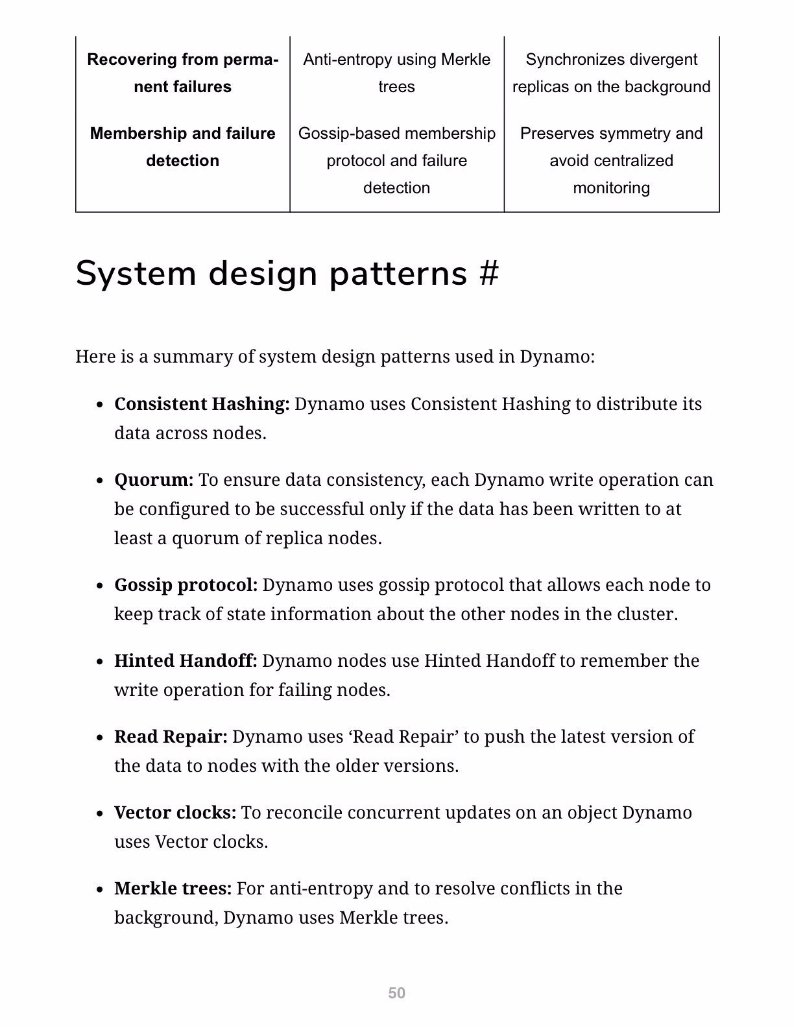 Recovering from perma-
nent failures
Anti-entropy using Merkle
trees
Synchronizes divergent
replicas on the background
Membership and failure
detection
Gossip-based membership
protocol and failure
detection
Preserves symmetry and
avoid centralized
monitoring
System design patterns #
Here is a summary of system design patterns used in Dynamo:
• Consistent Hashing: Dynamo uses Consistent Hashing to distribute its
data across nodes.
• Quorum: To ensure data consistency, each Dynamo write operation can
be configured to be successful only if the data has been written to at
least a quorum of replica nodes.
• Gossip protocol: Dynamo uses gossip protocol that allows each node to
keep track of state information about the other nodes in the cluster.
• Hinted Handoff: Dynamo nodes use Hinted Handoff to remember the
write operation for failing nodes.
• Read Repair: Dynamo uses ‘Read Repair’ to push the latest version of
the data to nodes with the older versions.
• Vector clocks: To reconcile concurrent updates on an object Dynamo
uses Vector clocks.
• Merkle trees: For anti-entropy and to resolve conflicts in the
background, Dynamo uses Merkle trees.
50